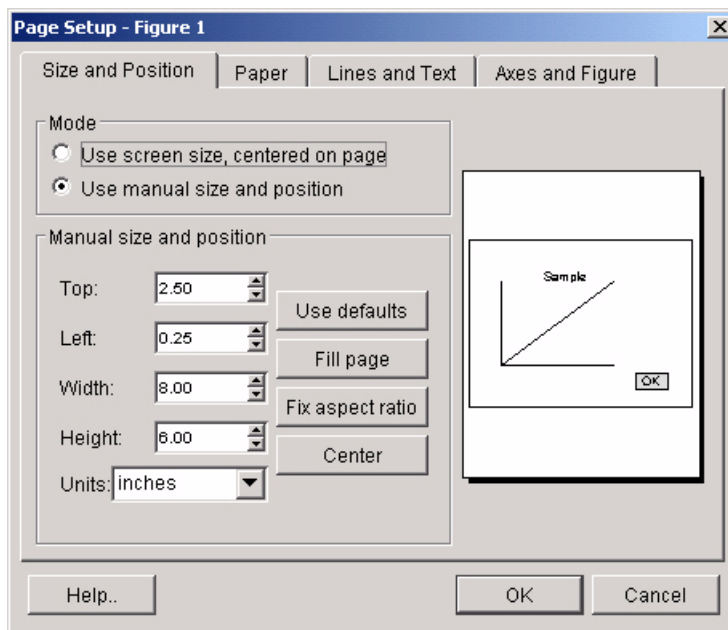 Page Setup - Figure 1
Size and Position
Paper
Lines and Text
Axes and Figure
Mode
Use screen size, centered on page
Use manual size and position
Manual size and position
Top:
2.50
Left:
0.25
Width:
8.00
Height:
6.00
Units:
inches
Use defaults
Fill page
Fix aspect ratio
Center
Sample
OK
Help..
OK
Cancel